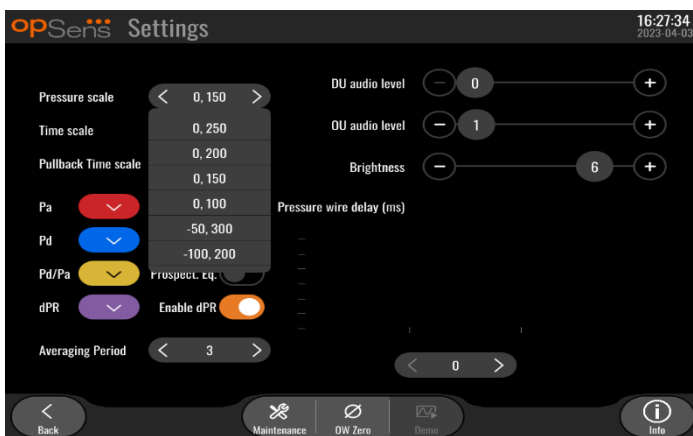 opSens Settings
16:27:34
2023-04-03
Pressure scale
0, 150
Time scale
Pullback Time scale
0, 250
0, 200
0, 150
0, 100
-50, 300
-100, 200
DU audio level
0
OU audio level
1
Brightness
6
Pressure wire delay (ms)
Pa
Pd
Pd/Pa
Prospect. Eq.
dPR
Enable dPR
Averaging Period
3
0
Back
Maintenance
OW Zero
Demo
Info